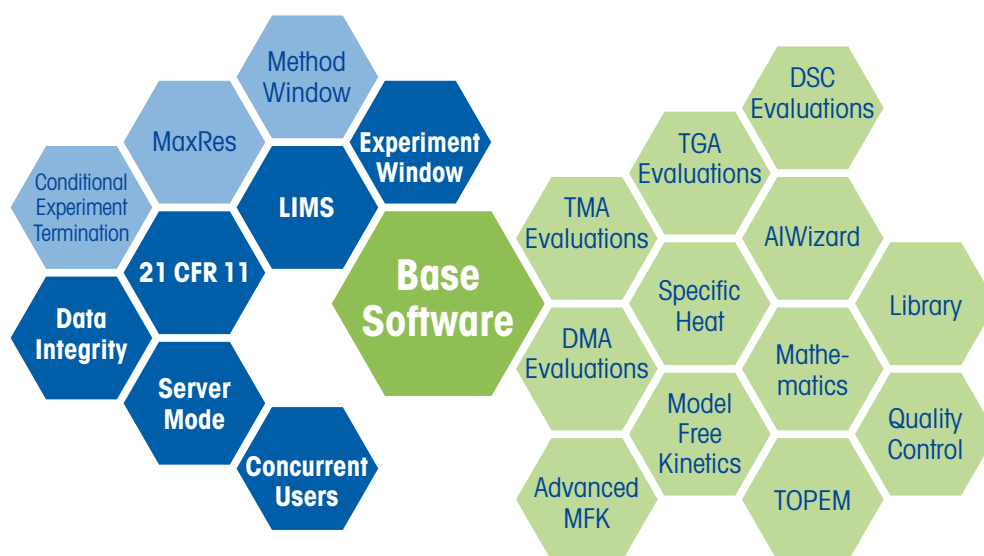 Method
Window
MaxRes
Experiment
Window
Conditional
Experiment
Termination
LIMS
21 CFR 11
Data
Integrity
Server
Mode
Concurrent
Users
Base
Software
DSC
Evaluations
TGA
Evaluations
TMA
Evaluations
AIWizard
Specific
Heat
Library
DMA
Evaluations
Mathe-
matics
Model
Free
Kinetics
Quality
Control
Advanced
MFK
TOPEM